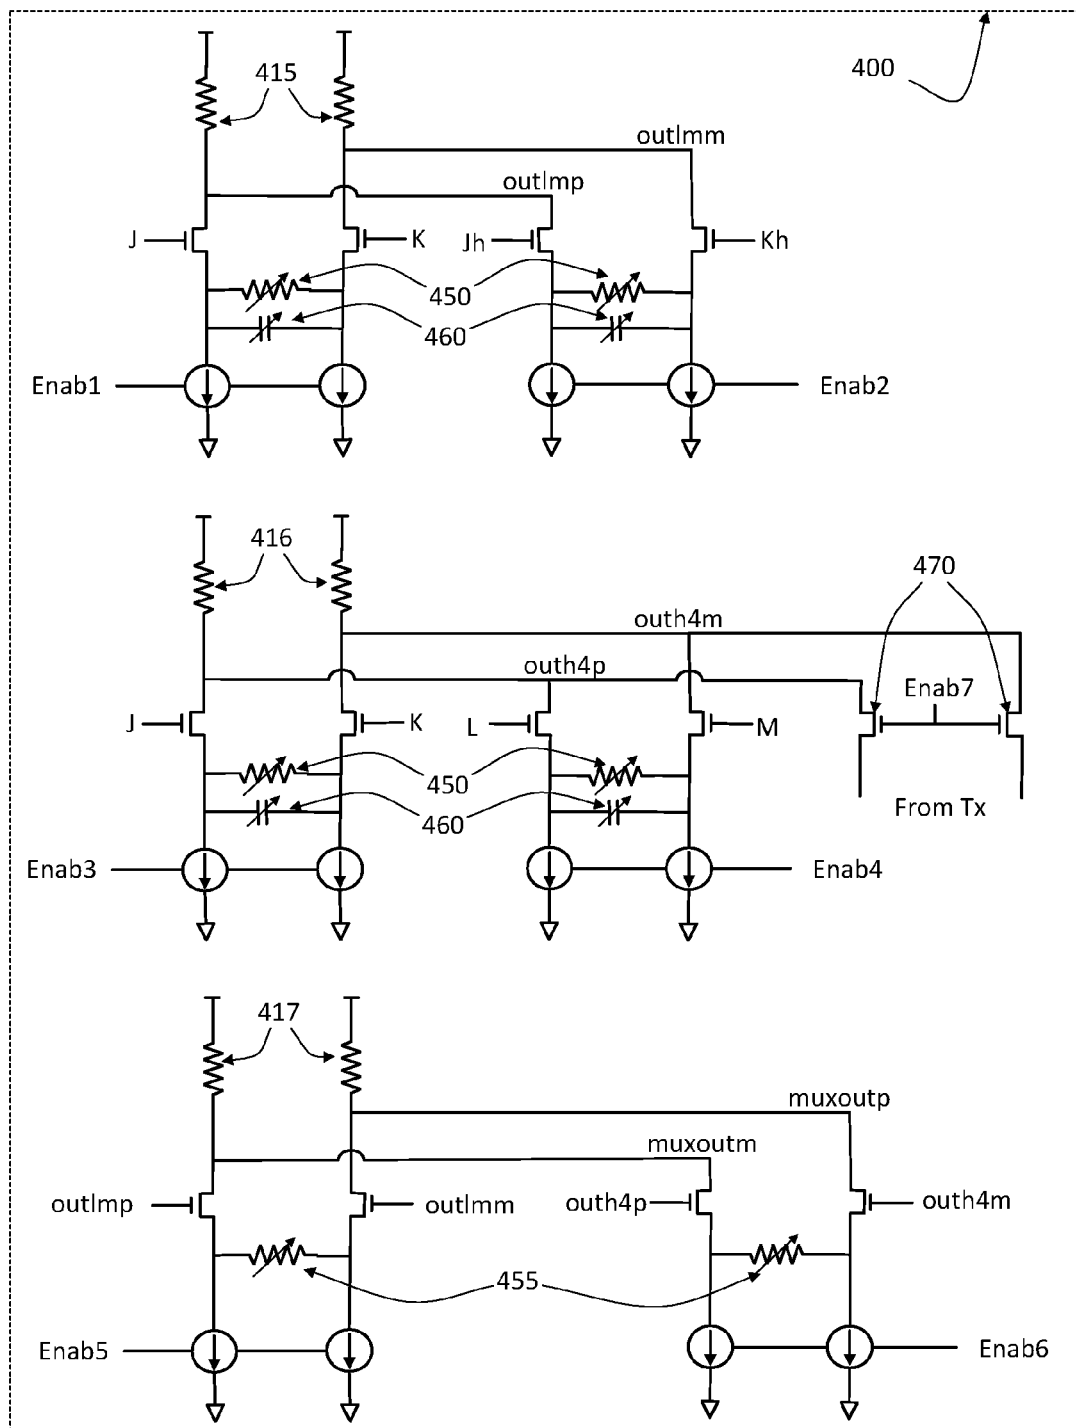 415
400
outlmm
outlmp
J
K
Jh
Kh
450
460
Enab1
Enab2
416
470
outh4m
outh4p
Enab7
J
K
L
M
450
460
From Tx
Enab3
Enab4
417
muxoutp
muxoutm
outlmp
outlmm
outh4p
outh4m
455
Enab5
Enab6